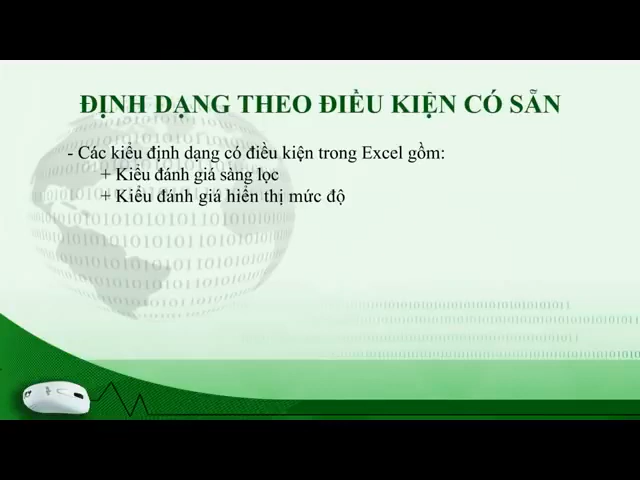 ĐỊNH DẠNG THEO ĐIỀU KIỆN CÓ SẴN
- Các kiểu định dạng có điều kiện trong Excel gồm:
+ Kiểu đánh giá sàng lọc
+ Kiểu đánh giá hiển thị mức độ